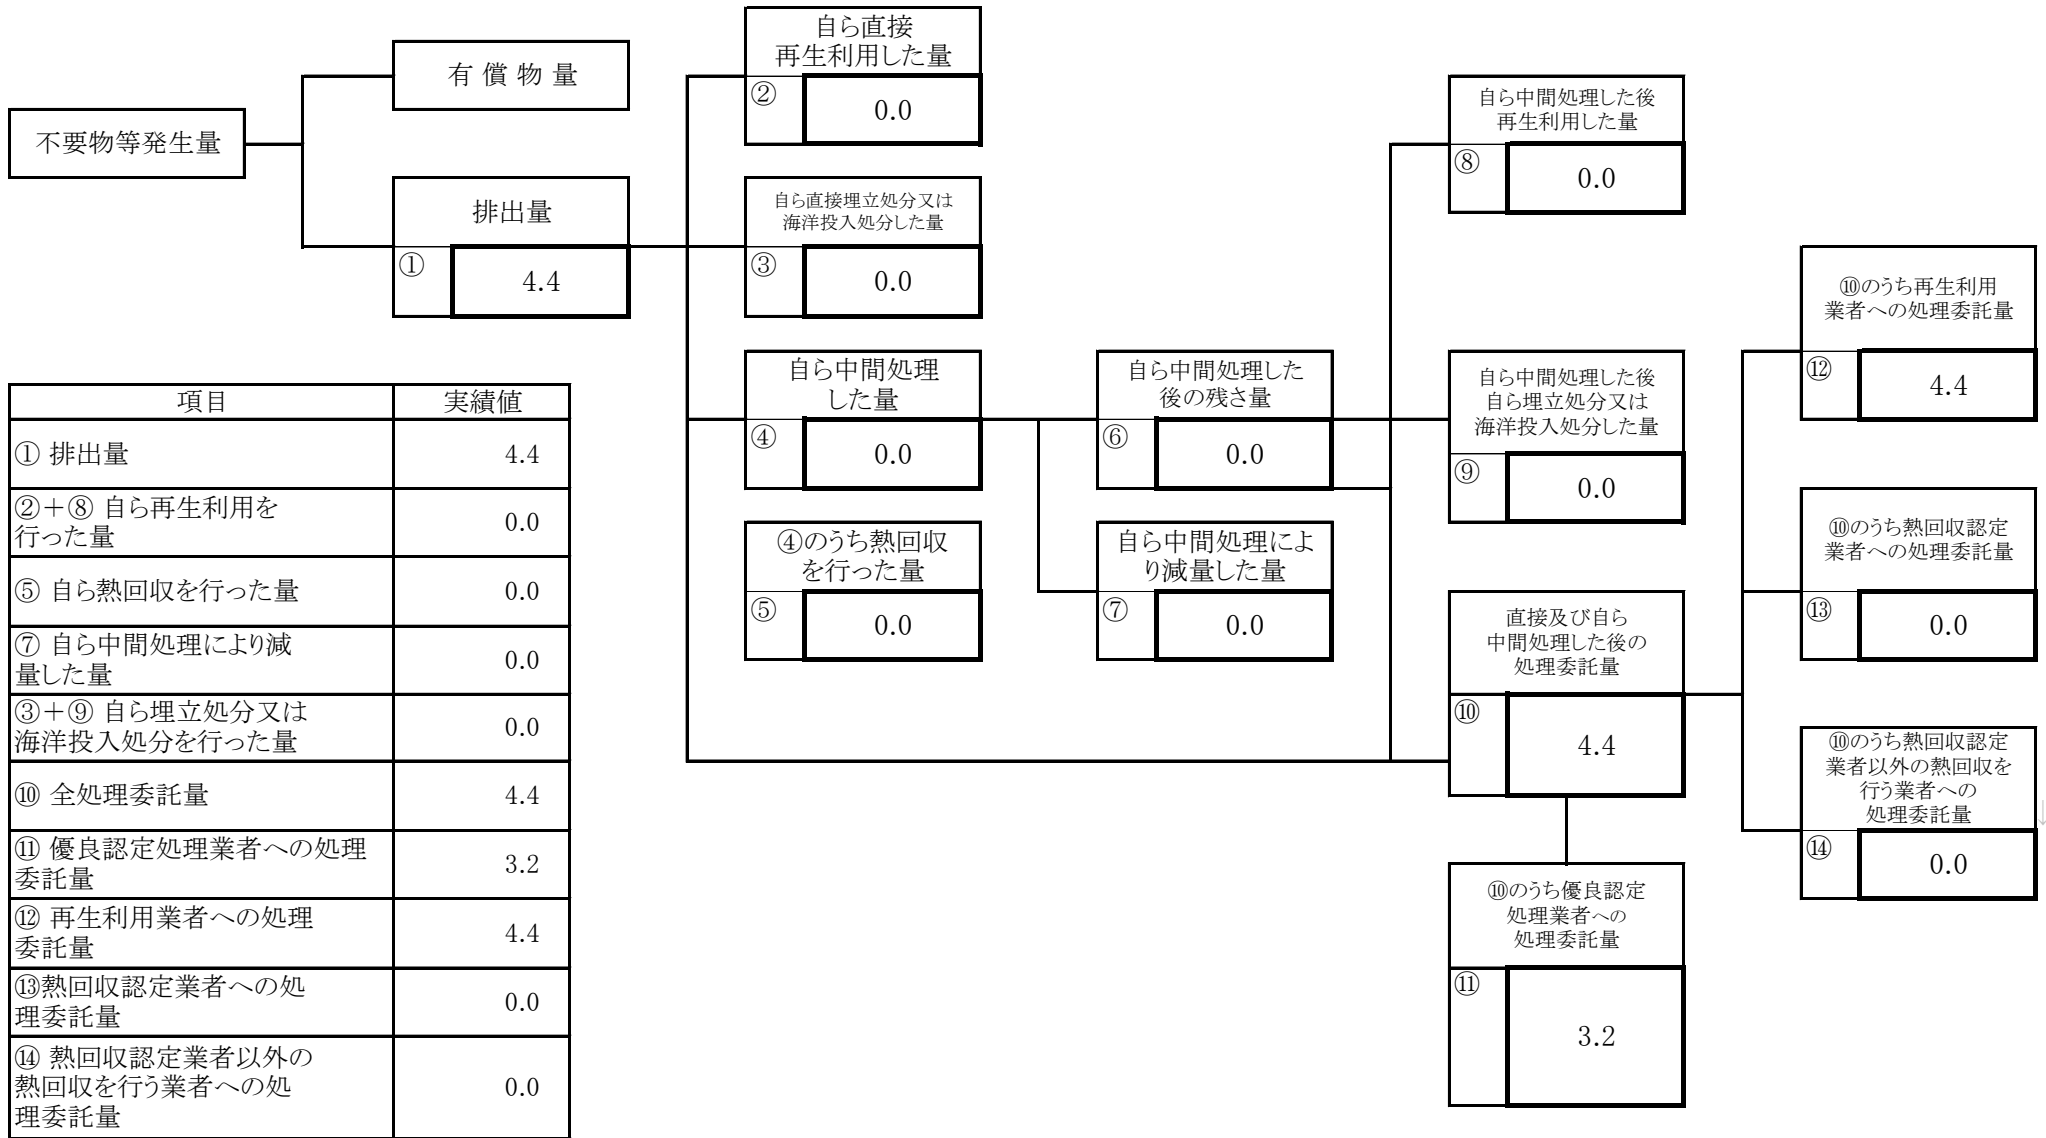 不要物等発生量
有 償 物 量
排出量
①
4.4
自ら直接
再生利用した量
②
0.0
自ら直接埋立処分又は
海洋投入処分した量
③
0.0
自ら中間処理
した量
④
0.0
④のうち熱回収
を行った量
⑤
0.0
自ら中間処理した
後の残さ量
⑥
0.0
自ら中間処理によ
り減量した量
⑦
0.0
自ら中間処理した後
再生利用した量
⑧
0.0
自ら中間処理した後
自ら埋立処分又は
海洋投入処分した量
⑨
0.0
直接及び自ら
中間処理した後の
処理委託量
⑩
4.4
⑩のうち優良認定
処理業者への
処理委託量
⑪
3.2
⑩のうち再生利用
業者への処理委託量
⑫
4.4
⑩のうち熱回収認定
業者への処理委託量
⑬
0.0
⑩のうち熱回収認定
業者以外の熱回収を
行う業者への
処理委託量
⑭
0.0
↓
項目 実績値
① 排出量 4.4
②＋⑧ 自ら再生利用を
行った量 0.0
⑤ 自ら熱回収を行った量 0.0
⑦ 自ら中間処理により減
量した量 0.0
③＋⑨ 自ら埋立処分又は
海洋投入処分を行った量 0.0
⑩ 全処理委託量 4.4
⑪ 優良認定処理業者への処理
委託量 3.2
⑫ 再生利用業者への処理
委託量 4.4
⑬熱回収認定業者への処
理委託量 0.0
⑭ 熱回収認定業者以外の
熱回収を行う業者への処
理委託量 0.0